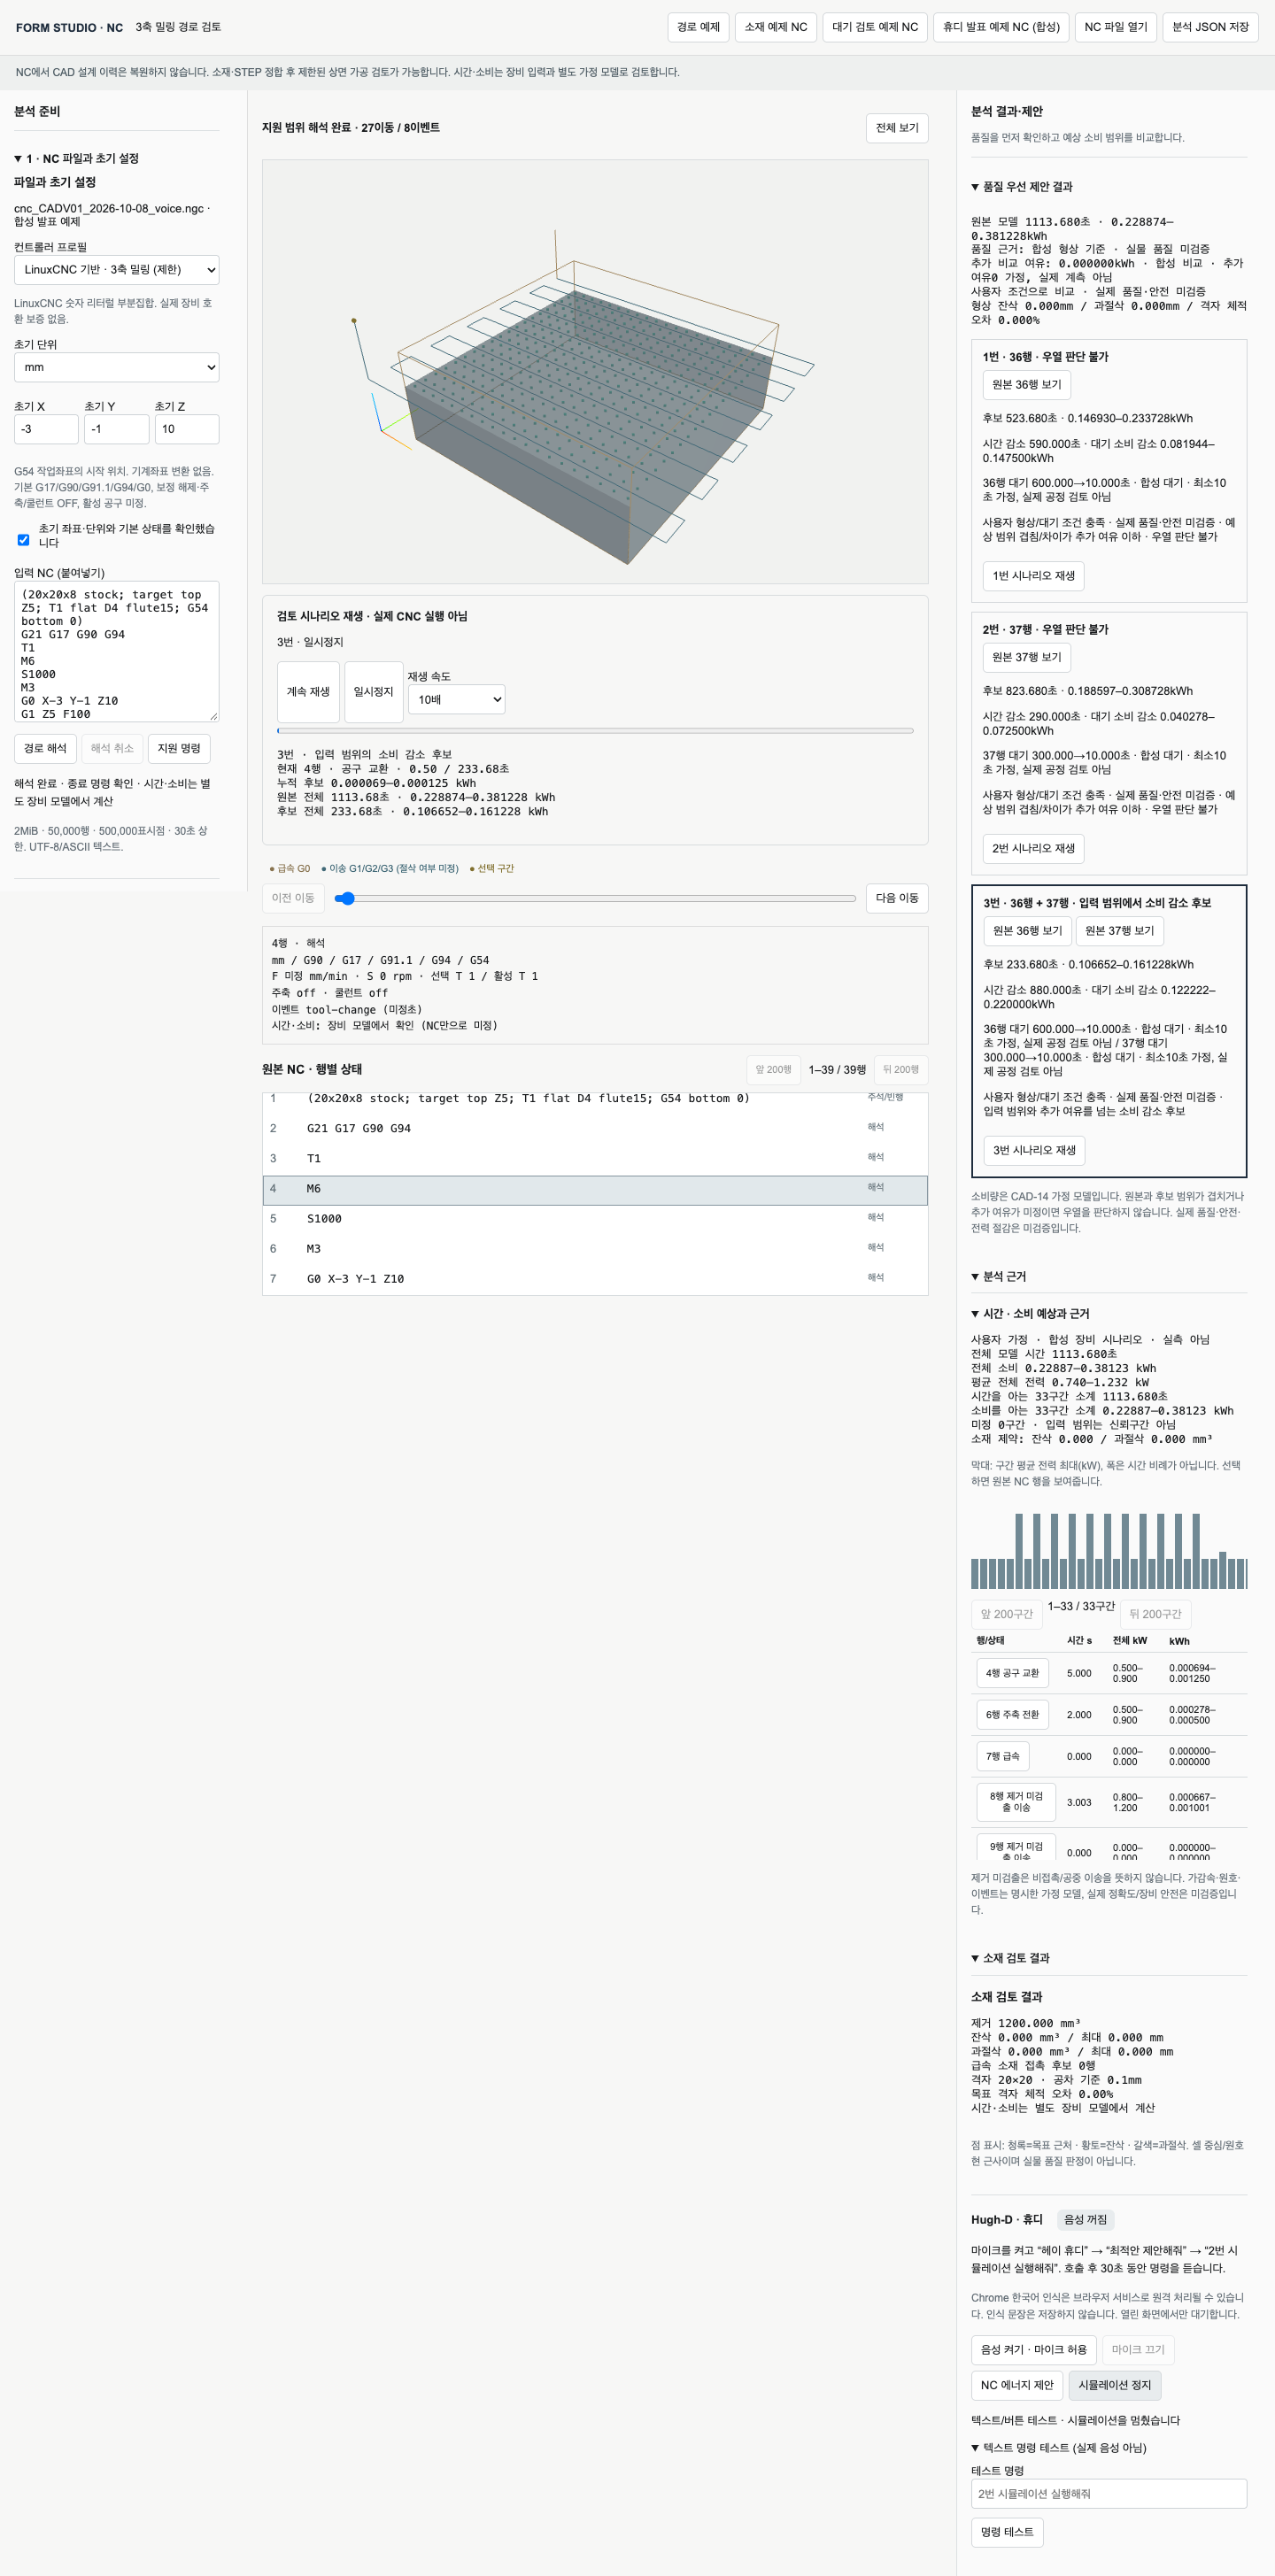 FORM STUDIO · NC 3축 밀링 경로 검토
경로 예제 소재 예제 NC 대기 검토 예제 NC 휴디 발표 예제 NC (합성) NC 파일 열기 분석 JSON 저장
NC에서 CAD 설계 이력은 복원하지 않습니다. 소재·STEP 정합 후 제한된 상면 가공 검토가 가능합니다. 시간·소비는 장비 입력과 별도 가정 모델로 검토합니다.
분석 준비
▼ 1 · NC 파일과 초기 설정
파일과 초기 설정
cnc_CADV01_2026-10-08_voice.ngc ·
합성 발표 예제
컨트롤러 프로필
LinuxCNC 기반 · 3축 밀링 (제한)
LinuxCNC 숫자 리터럴 부분집합. 실제 장비 호
환 보증 없음.
초기 단위
mm
초기 X 초기 Y 초기 Z
-3 -1 10
G54 작업좌표의 시작 위치. 기계좌표 변환 없음.
기본 G17/G90/G91.1/G94/G0, 보정 해제·주
축/쿨런트 OFF, 활성 공구 미정.
초기 좌표·단위와 기본 상태를 확인했습
니다
입력 NC (붙여넣기)
(20x20x8 stock; target top
Z5; T1 flat D4 flute15; G54
bottom 0)
G21 G17 G90 G94
T1
M6
S1000
M3
G0 X-3 Y-1 Z10
G1 Z5 F100
경로 해석 해석 취소 지원 명령
해석 완료 · 종료 명령 확인 · 시간·소비는 별
도 장비 모델에서 계산
2MiB · 50,000행 · 500,000표시점 · 30초 상
한. UTF-8/ASCII 텍스트.
지원 범위 해석 완료 · 27이동 / 8이벤트
전체 보기
검토 시나리오 재생 · 실제 CNC 실행 아님
3번 · 일시정지
계속 재생 일시정지 재생 속도
10배
3번 · 입력 범위의 소비 감소 후보
현재 4행 · 공구 교환 · 0.50 / 233.68초
누적 후보 0.000069–0.000125 kWh
원본 전체 1113.68초 · 0.228874–0.381228 kWh
후보 전체 233.68초 · 0.106652–0.161228 kWh
● 급속 G0 ● 이송 G1/G2/G3 (절삭 여부 미정) ● 선택 구간
이전 이동 다음 이동
4행 · 해석
mm / G90 / G17 / G91.1 / G94 / G54
F 미정 mm/min · S 0 rpm · 선택 T 1 / 활성 T 1
주축 off · 쿨런트 off
이벤트 tool-change (미정초)
시간·소비: 장비 모델에서 확인 (NC만으로 미정)
원본 NC · 행별 상태
앞 200행 1–39 / 39행 뒤 200행
1 (20x20x8 stock; target top Z5; T1 flat D4 flute15; G54 bottom 0) 주석/빈행
2 G21 G17 G90 G94 해석
3 T1 해석
4 M6 해석
5 S1000 해석
6 M3 해석
7 G0 X-3 Y-1 Z10 해석
분석 결과·제안
품질을 먼저 확인하고 예상 소비 범위를 비교합니다.
▼ 품질 우선 제안 결과
원본 모델 1113.680초 · 0.228874–
0.381228kWh
품질 근거: 합성 형상 기준 · 실물 품질 미검증
추가 비교 여유: 0.000000kWh · 합성 비교 · 추가
여유0 가정, 실제 계측 아님
사용자 조건으로 비교 · 실제 품질·안전 미검증
형상 잔삭 0.000mm / 과절삭 0.000mm / 격자 체적
오차 0.000%
1번 · 36행 · 우열 판단 불가
원본 36행 보기
후보 523.680초 · 0.146930–0.233728kWh
시간 감소 590.000초 · 대기 소비 감소 0.081944–
0.147500kWh
36행 대기 600.000→10.000초 · 합성 대기 · 최소10
초 가정, 실제 공정 검토 아님
사용자 형상/대기 조건 충족 · 실제 품질·안전 미검증 · 예
상 범위 겹침/차이가 추가 여유 이하 · 우열 판단 불가
1번 시나리오 재생
2번 · 37행 · 우열 판단 불가
원본 37행 보기
후보 823.680초 · 0.188597–0.308728kWh
시간 감소 290.000초 · 대기 소비 감소 0.040278–
0.072500kWh
37행 대기 300.000→10.000초 · 합성 대기 · 최소10
초 가정, 실제 공정 검토 아님
사용자 형상/대기 조건 충족 · 실제 품질·안전 미검증 · 예
상 범위 겹침/차이가 추가 여유 이하 · 우열 판단 불가
2번 시나리오 재생
3번 · 36행 + 37행 · 입력 범위에서 소비 감소 후보
원본 36행 보기 원본 37행 보기
후보 233.680초 · 0.106652–0.161228kWh
시간 감소 880.000초 · 대기 소비 감소 0.122222–
0.220000kWh
36행 대기 600.000→10.000초 · 합성 대기 · 최소10
초 가정, 실제 공정 검토 아님 / 37행 대기
300.000→10.000초 · 합성 대기 · 최소10초 가정, 실
제 공정 검토 아님
사용자 형상/대기 조건 충족 · 실제 품질·안전 미검증 ·
입력 범위와 추가 여유를 넘는 소비 감소 후보
3번 시나리오 재생
소비량은 CAD-14 가정 모델입니다. 원본과 후보 범위가 겹치거나
추가 여유가 미정이면 우열을 판단하지 않습니다. 실제 품질·안전·
전력 절감은 미검증입니다.
▼ 분석 근거
▼ 시간 · 소비 예상과 근거
사용자 가정 · 합성 장비 시나리오 · 실측 아님
전체 모델 시간 1113.680초
전체 소비 0.22887–0.38123 kWh
평균 전체 전력 0.740–1.232 kW
시간을 아는 33구간 소계 1113.680초
소비를 아는 33구간 소계 0.22887–0.38123 kWh
미정 0구간 · 입력 범위는 신뢰구간 아님
소재 제약: 잔삭 0.000 / 과절삭 0.000 mm³
막대: 구간 평균 전력 최대(kW), 폭은 시간 비례가 아닙니다. 선택
하면 원본 NC 행을 보여줍니다.
앞 200구간 1–33 / 33구간 뒤 200구간
행/상태 시간 s 전체 kW kWh
4행 공구 교환 5.000 0.500–0.900 0.000694–0.001250
6행 주축 전환 2.000 0.500–0.900 0.000278–0.000500
7행 급속 0.000 0.000–0.000 0.000000–0.000000
8행 제거 미검출 이송 3.003 0.800–1.200 0.000667–0.001001
9행 제거 미검출 이송 0.000 0.000–0.000 0.000000–0.000000
제거 미검출은 비접촉/공중 이송을 뜻하지 않습니다. 가감속·원호·
이벤트는 명시한 가정 모델, 실제 정확도/장비 안전은 미검증입니
다.
▼ 소재 검토 결과
소재 검토 결과
제거 1200.000 mm³
잔삭 0.000 mm³ / 최대 0.000 mm
과절삭 0.000 mm³ / 최대 0.000 mm
급속 소재 접촉 후보 0행
격자 20×20 · 공차 기준 0.1mm
목표 격자 체적 오차 0.00%
시간·소비는 별도 장비 모델에서 계산
점 표시: 청록=목표 근처 · 황토=잔삭 · 갈색=과절삭. 셀 중심/원호
현 근사이며 실물 품질 판정이 아닙니다.
Hugh-D · 휴디 음성 꺼짐
마이크를 켜고 “헤이 휴디” → “최적안 제안해줘” → “2번 시
뮬레이션 실행해줘”. 호출 후 30초 동안 명령을 듣습니다.
Chrome 한국어 인식은 브라우저 서비스로 원격 처리될 수 있습니
다. 인식 문장은 저장하지 않습니다. 열린 화면에서만 대기합니다.
음성 켜기 · 마이크 허용 마이크 끄기
NC 에너지 제안 시뮬레이션 정지
텍스트/버튼 테스트 · 시뮬레이션을 멈췄습니다
▼ 텍스트 명령 테스트 (실제 음성 아님)
테스트 명령
2번 시뮬레이션 실행해줘
명령 테스트